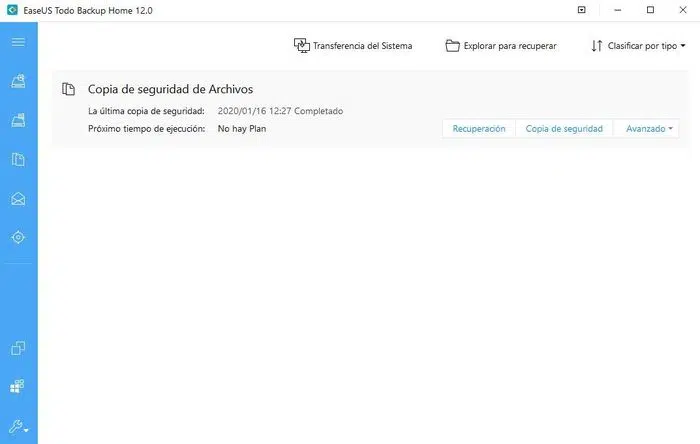 EaseUS Todo Backup Home 12.0
Transferencia del Sistema Explorar para recuperar Clasificar por tipo
Copia de seguridad de Archivos
La última copia de seguridad: 2020/01/16 12:27 Completado
Próximo tiempo de ejecución: No hay Plan
Recuperación Copia de seguridad Avanzado